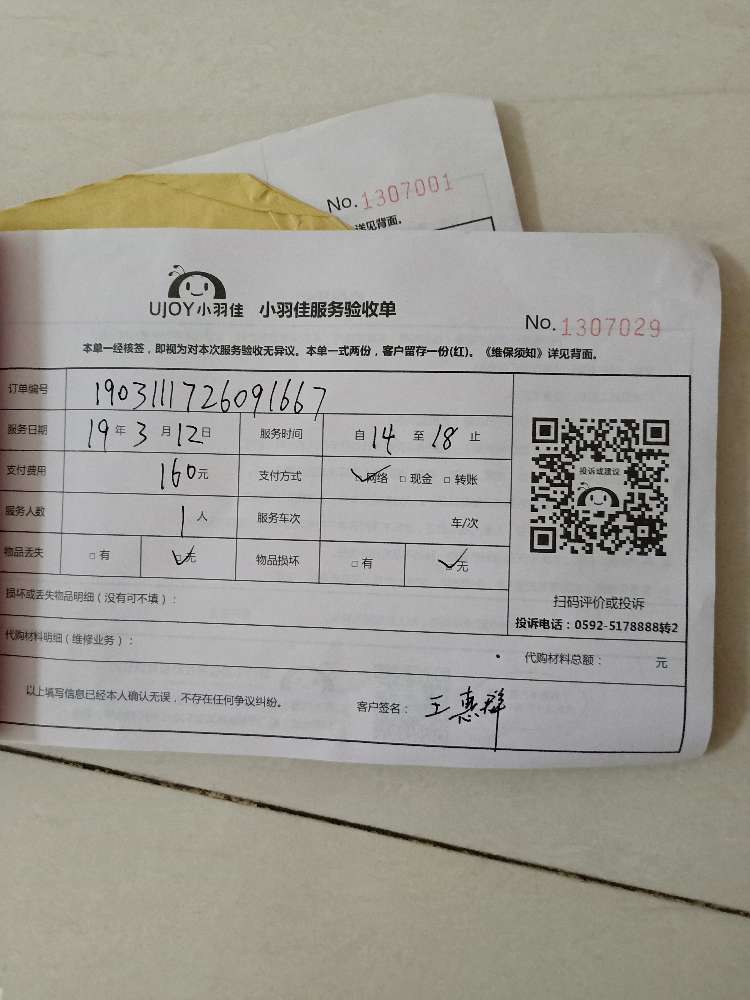 No. 1307001
详见背面。
UJOY小羽佳 小羽佳服务验收单
No. 1307029
本单一经核签，即视为对本次服务验收无异议。本单一式两份，客户留存一份(红)。《维保须知》详见背面。
订单编号 1903111726091667
服务日期 19年3月12日 服务时间 自14至18止
支付费用 160元 支付方式 ☑网络 □现金 □转账
投诉或建议
服务人数 1人 服务车次 车/次
物品丢失 □有 ☑无 物品损坏 □有 ☑无
损坏或丢失物品明细（没有可不填）：
扫码评价或投诉
投诉电话：0592-5178888转2
代购材料明细（维修业务）：
代购材料总额： 元
以上填写信息已经本人确认无误，不存在任何争议纠纷。 客户签名：王惠群